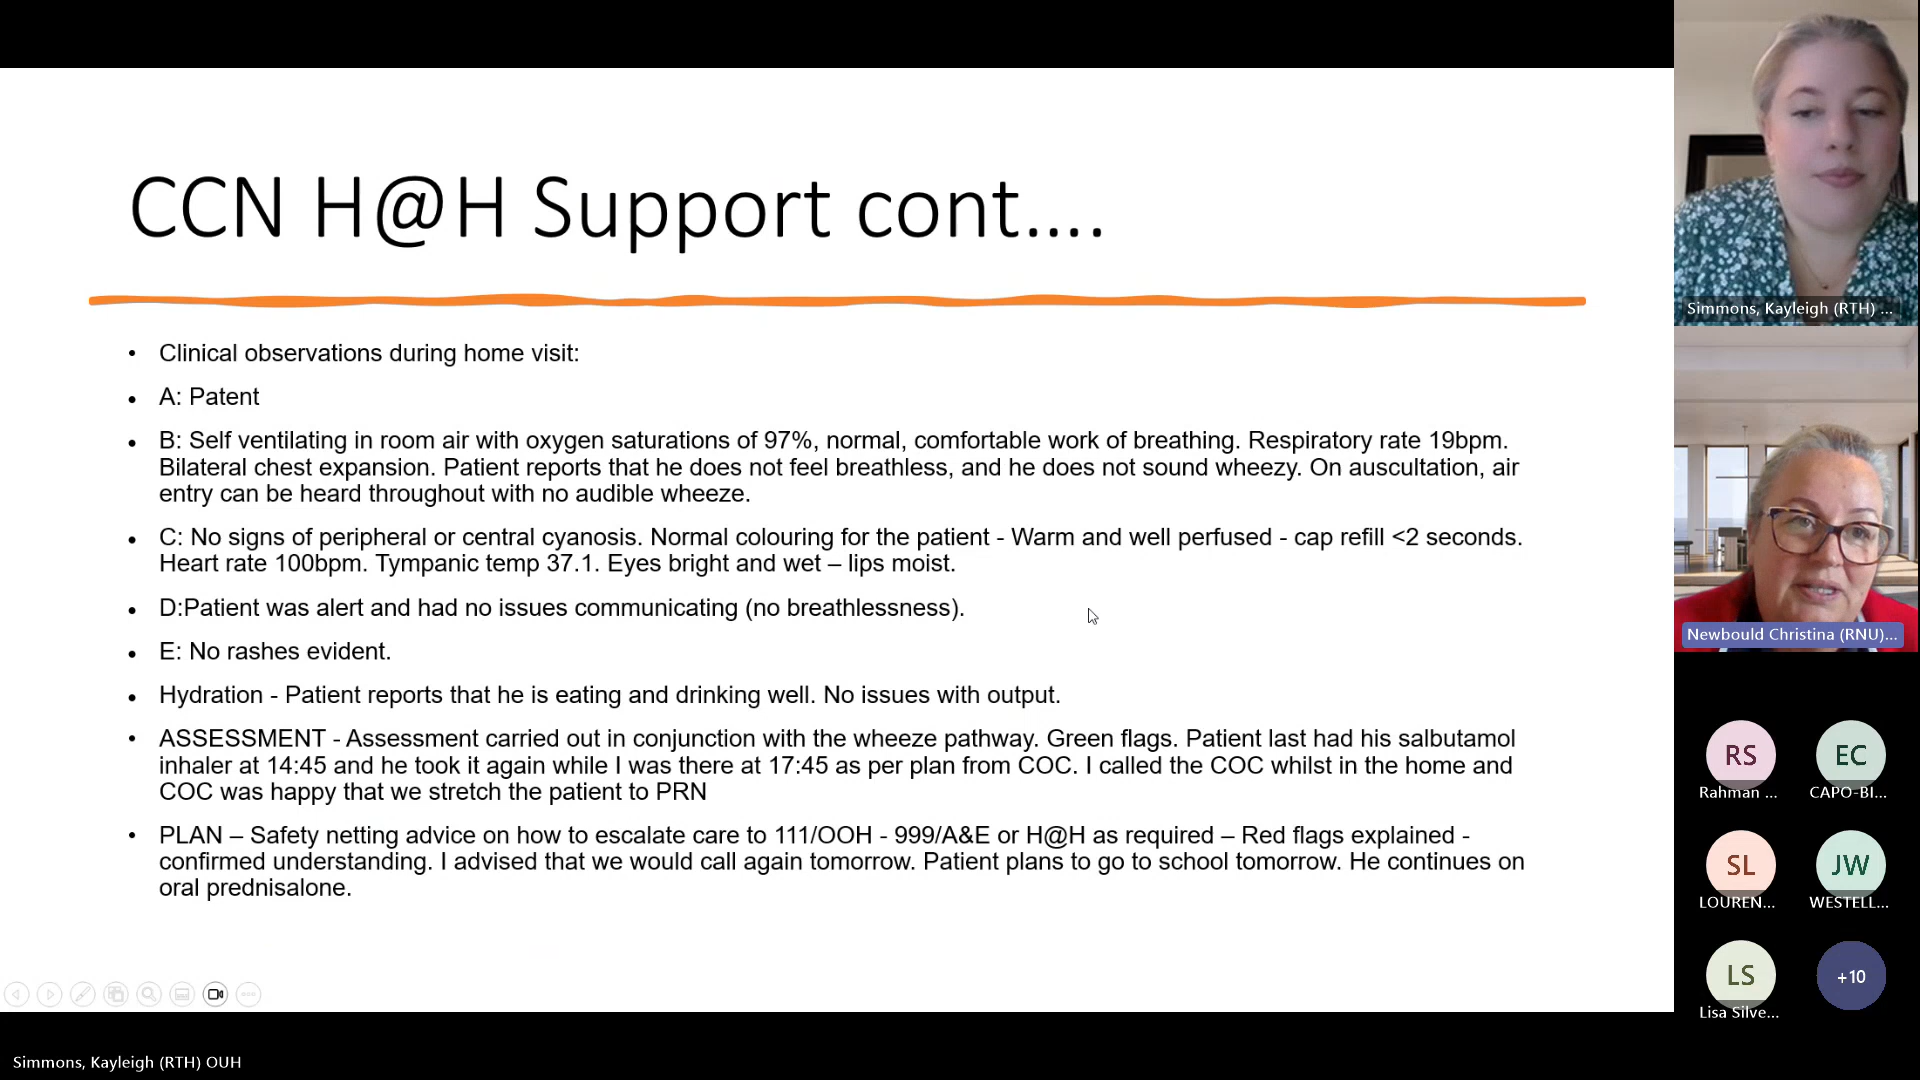 CCN H@H Support cont....
• Clinical observations during home visit:
• A: Patent
• B: Self ventilating in room air with oxygen saturations of 97%, normal, comfortable work of breathing. Respiratory rate 19bpm.
Bilateral chest expansion. Patient reports that he does not feel breathless, and he does not sound wheezy. On auscultation, air
entry can be heard throughout with no audible wheeze.
• C: No signs of peripheral or central cyanosis. Normal colouring for the patient - Warm and well perfused - cap refill <2 seconds.
Heart rate 100bpm. Tympanic temp 37.1. Eyes bright and wet – lips moist.
• D:Patient was alert and had no issues communicating (no breathlessness).
• E: No rashes evident.
• Hydration - Patient reports that he is eating and drinking well. No issues with output.
• ASSESSMENT - Assessment carried out in conjunction with the wheeze pathway. Green flags. Patient last had his salbutamol
inhaler at 14:45 and he took it again while I was there at 17:45 as per plan from COC. I called the COC whilst in the home and
COC was happy that we stretch the patient to PRN
• PLAN – Safety netting advice on how to escalate care to 111/OOH - 999/A&E or H@H as required – Red flags explained -
confirmed understanding. I advised that we would call again tomorrow. Patient plans to go to school tomorrow. He continues on
oral prednisalone.
Simmons, Kayleigh (RTH) ...
Newbould Christina (RNU)...
RS
Rahman ...
EC
CAPO-BI...
SL
LOUREN...
JW
WESTELL...
LS
Lisa Silve...
+10
Simmons, Kayleigh (RTH) OUH